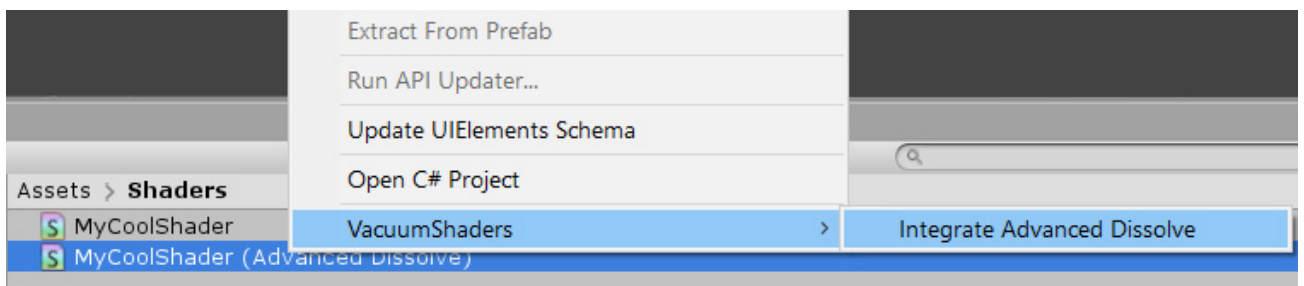 Extract From Prefab
Run API Updater...
Update UIElements Schema
Open C# Project
VacuumShaders
Integrate Advanced Dissolve
Assets > Shaders
MyCoolShader
MyCoolShader (Advanced Dissolve)